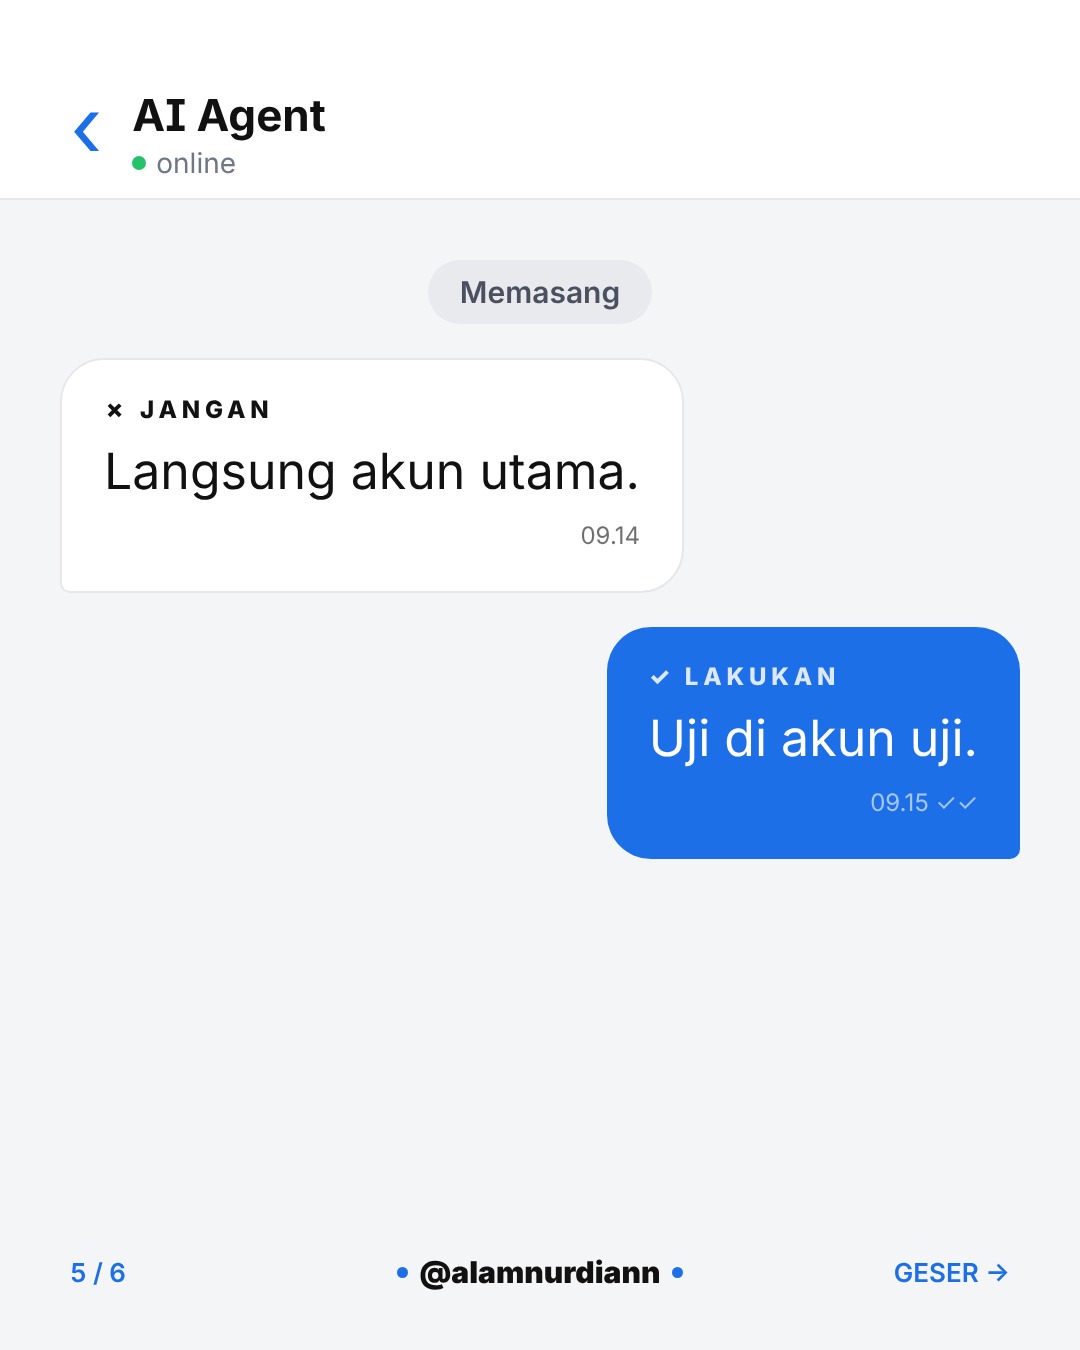 AI Agent
online
Memasang
× JANGAN
Langsung akun utama.
09.14
✓ LAKUKAN
Uji di akun uji.
09.15 ✓✓
5 / 6
• @alamnurdiann •
GESER →